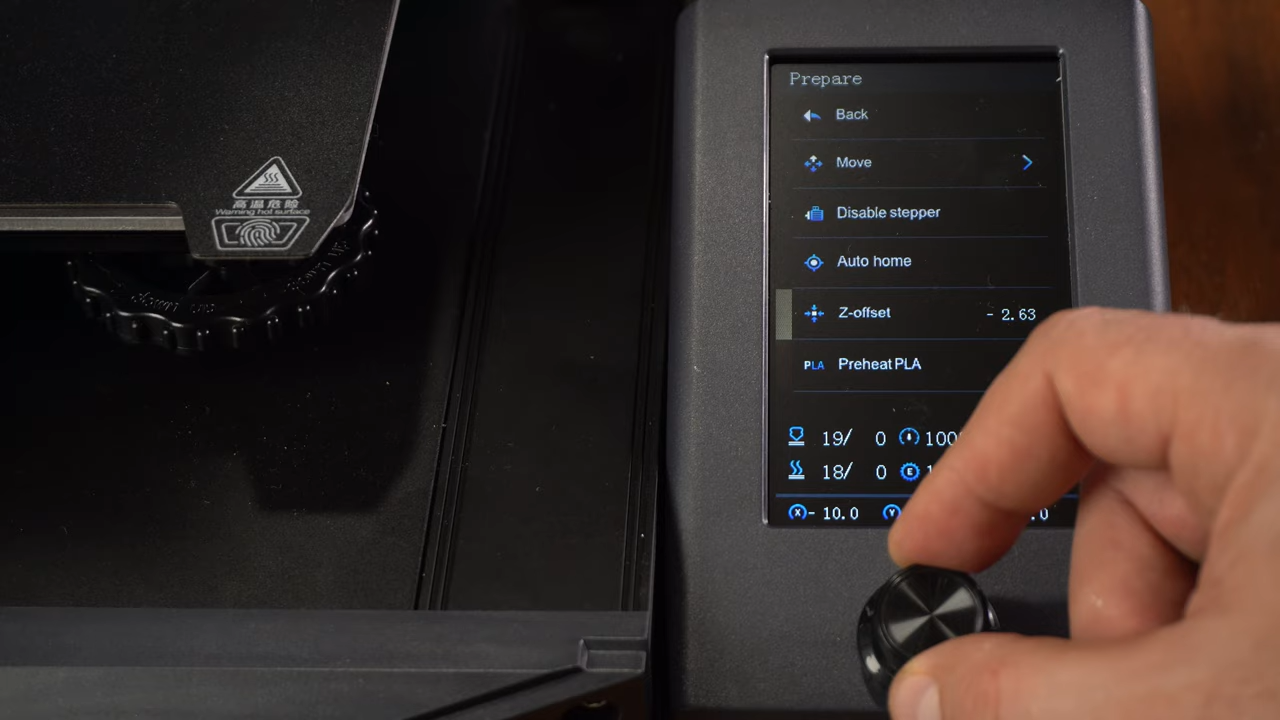 Prepare
Back
Move
Disable stepper
Auto home
Z-offset - 2.63
PLA Preheat PLA
19/ 0 100
18/ 0 E
X - 10.0 Y .0
高温危险
Warning hot surface